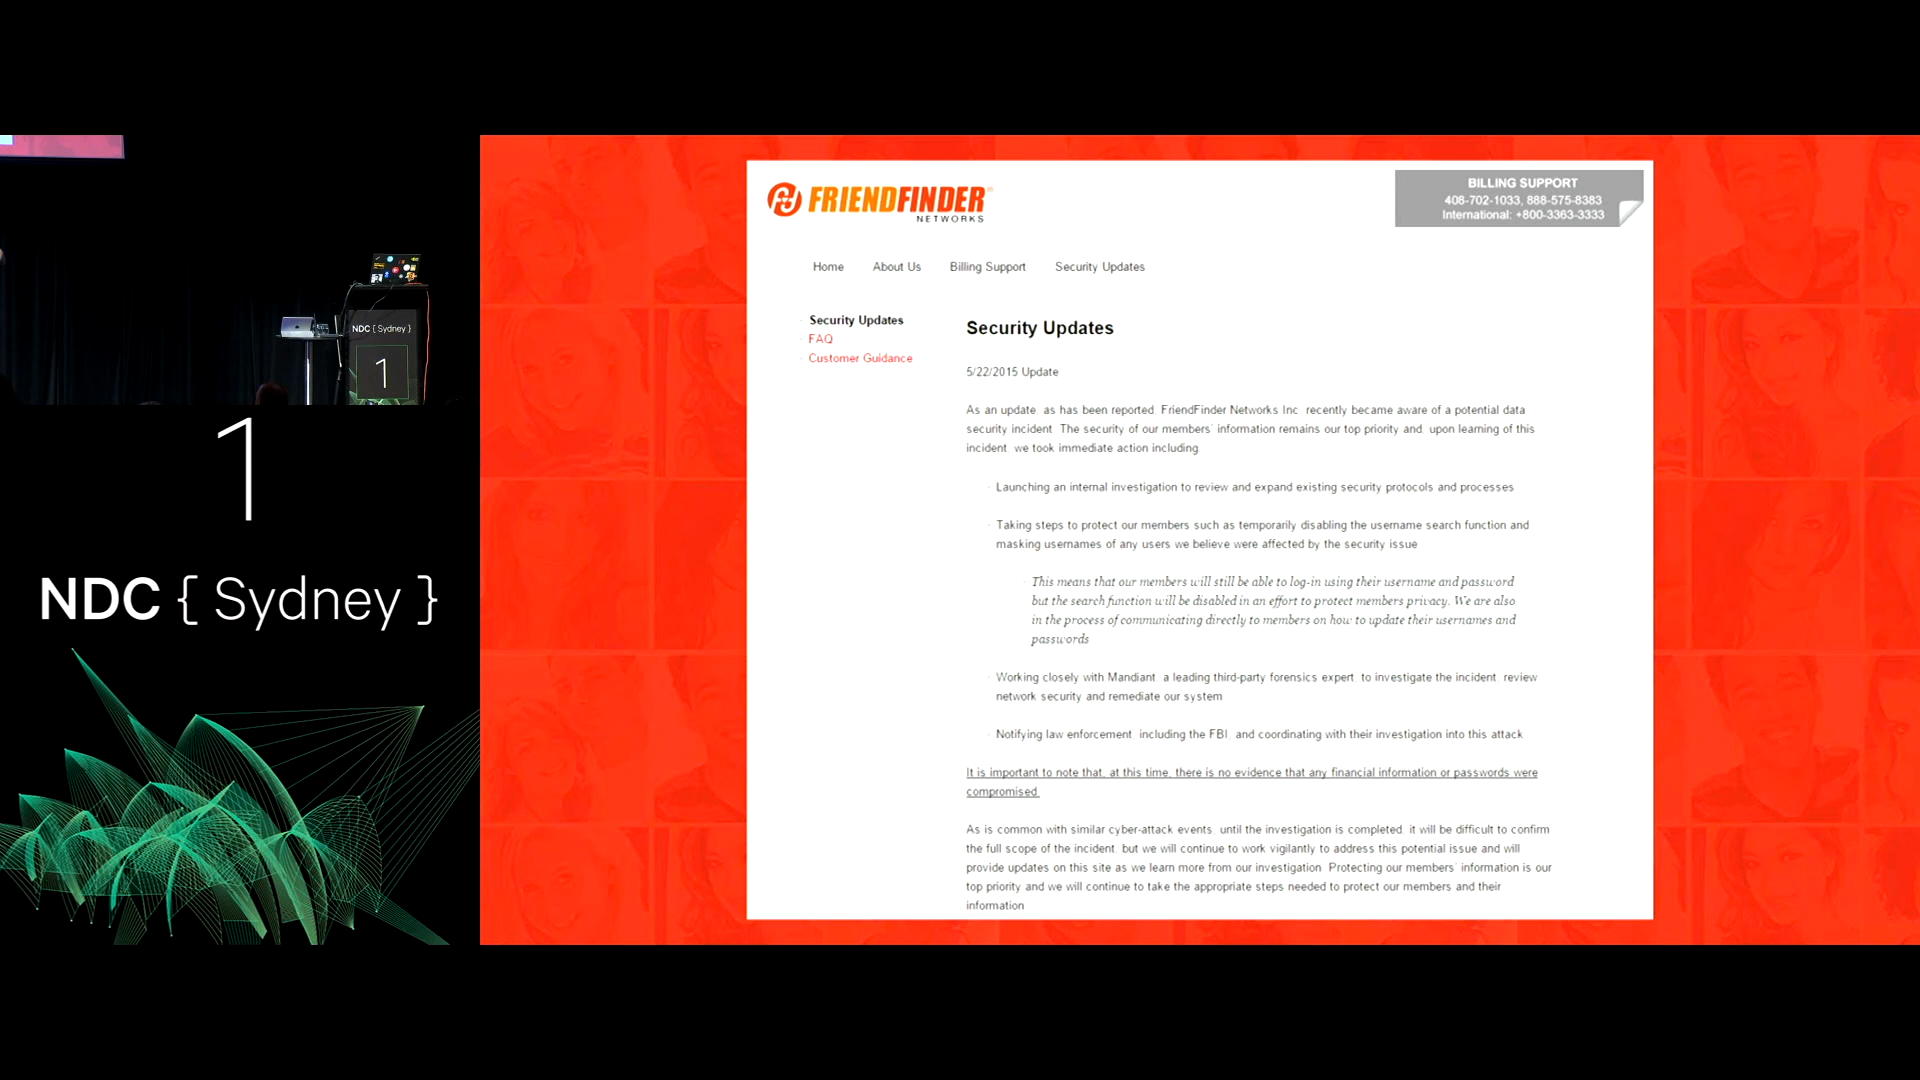 NDC { Sydney }
1
1
NDC { Sydney }
FRIENDFINDER
NETWORKS
BILLING SUPPORT
408-702-1033, 888-575-8383
International: +800-3363-3333
Home About Us Billing Support Security Updates
Security Updates
FAQ
Customer Guidance
Security Updates
5/22/2015 Update
As an update, as has been reported, FriendFinder Networks Inc. recently became aware of a potential data
security incident. The security of our members' information remains our top priority and, upon learning of this
incident, we took immediate action including:
Launching an internal investigation to review and expand existing security protocols and processes
Taking steps to protect our members such as temporarily disabling the username search function and
masking usernames of any users we believe were affected by the security issue
This means that our members will still be able to log-in using their username and password
but the search function will be disabled in an effort to protect members privacy. We are also
in the process of communicating directly to members on how to update their usernames and
passwords
Working closely with Mandiant, a leading third-party forensics expert, to investigate the incident, review
network security and remediate our system
Notifying law enforcement, including the FBI, and coordinating with their investigation into this attack
It is important to note that, at this time, there is no evidence that any financial information or passwords were
compromised.
As is common with similar cyber-attack events, until the investigation is completed, it will be difficult to confirm
the full scope of the incident, but we will continue to work vigilantly to address this potential issue and will
provide updates on this site as we learn more from our investigation. Protecting our members' information is our
top priority and we will continue to take the appropriate steps needed to protect our members and their
information